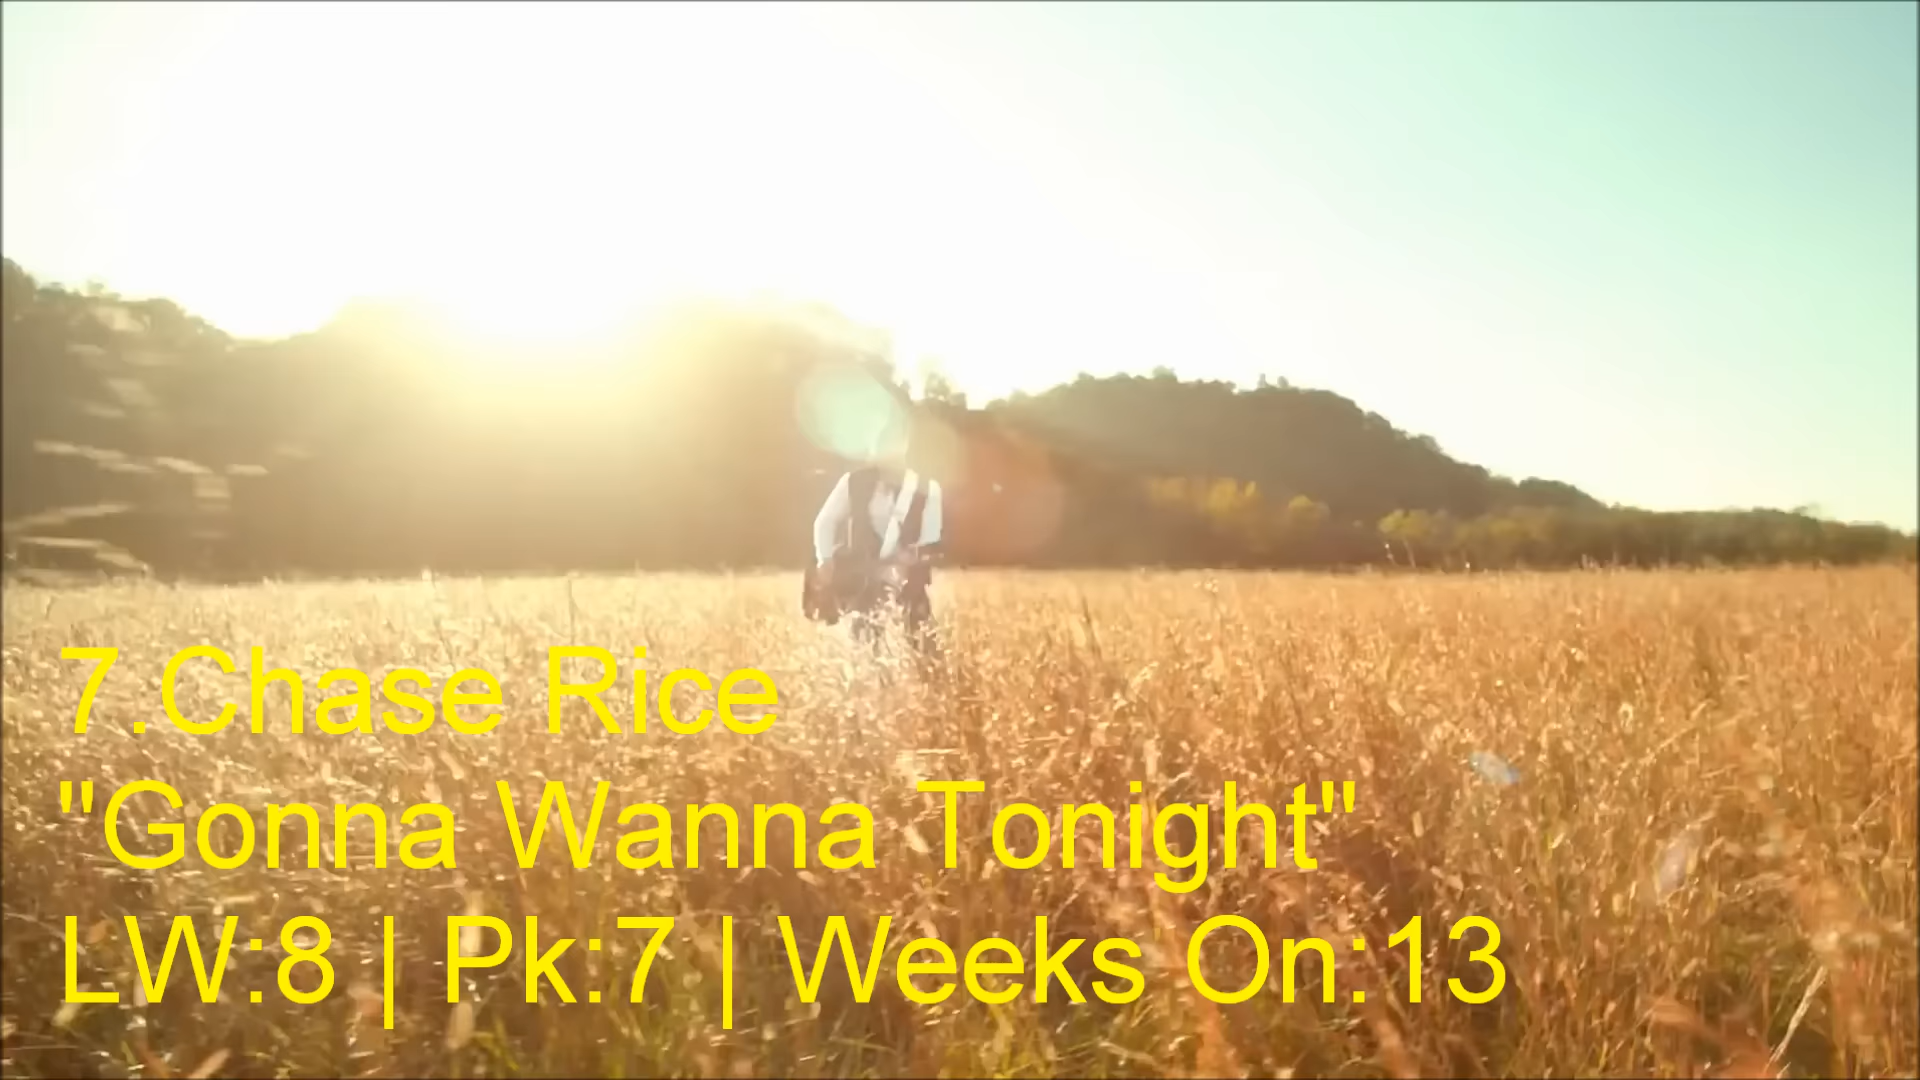 7.Chase Rice
"Gonna Wanna Tonight"
LW:8 | Pk:7 | Weeks On:13